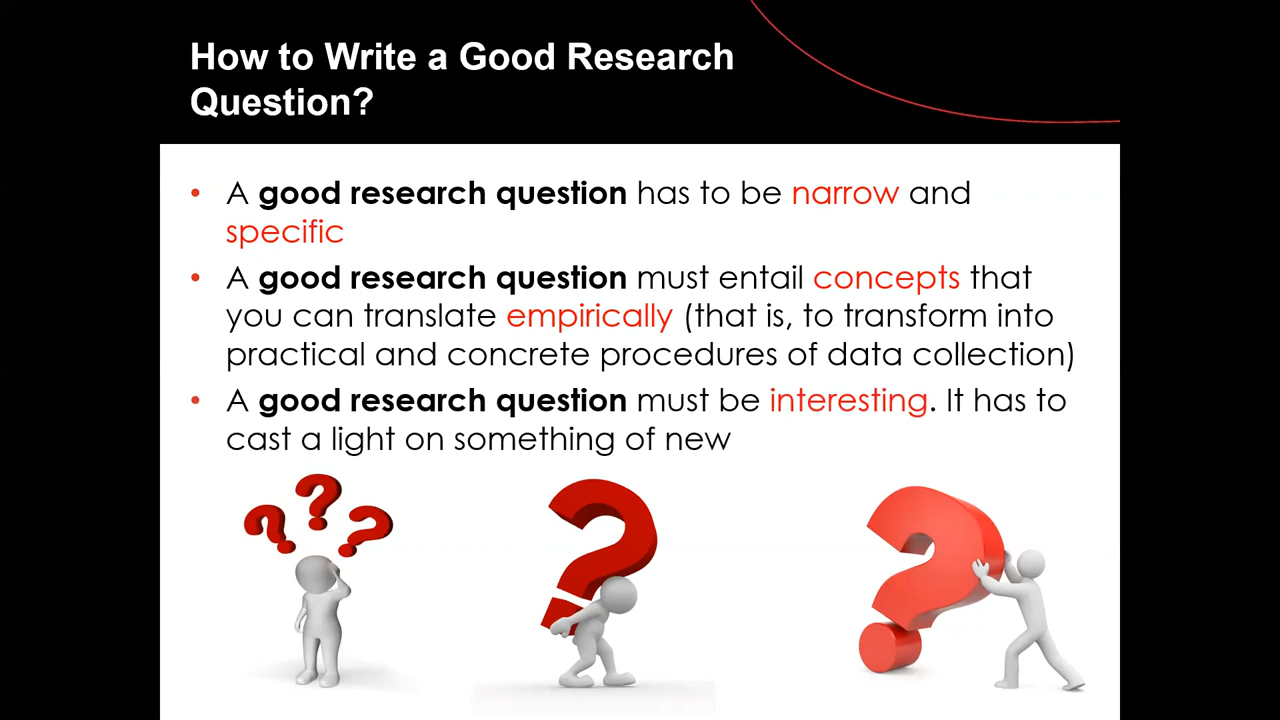 How to Write a Good Research
Question?
• A good research question has to be narrow and
specific
• A good research question must entail concepts that
you can translate empirically (that is, to transform into
practical and concrete procedures of data collection)
• A good research question must be interesting. It has to
cast a light on something of new